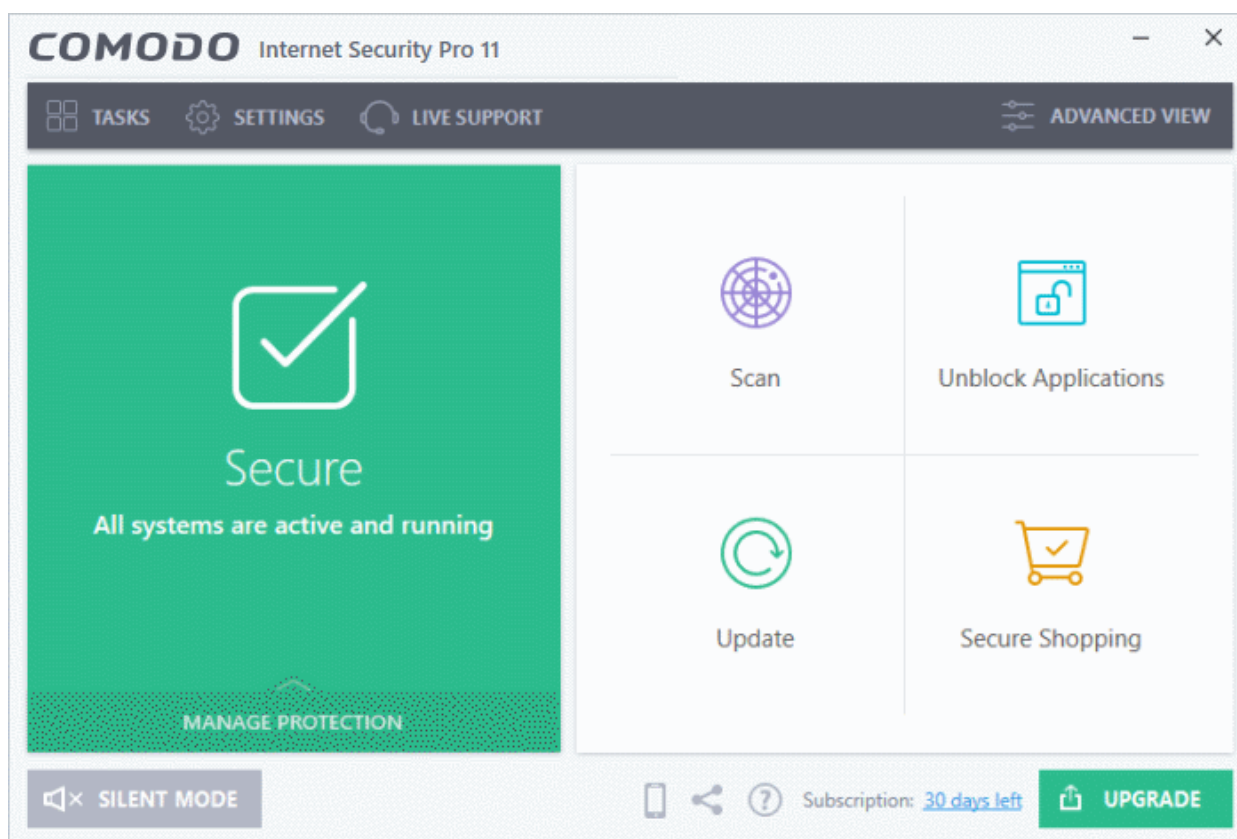 COMODO Internet Security Pro 11
TASKS SETTINGS LIVE SUPPORT ADVANCED VIEW
Secure
All systems are active and running
MANAGE PROTECTION
Scan
Unblock Applications
Update
Secure Shopping
SILENT MODE
Subscription: 30 days left
UPGRADE